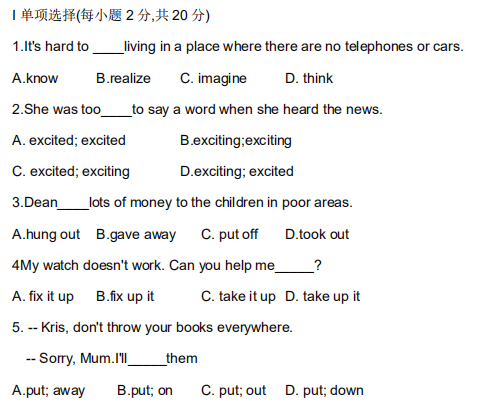 I 单项选择(每小题 2 分,共 20 分)
1.It's hard to ____living in a place where there are no telephones or cars.
A.know B.realize C. imagine D. think
2.She was too____to say a word when she heard the news.
A. excited; excited B.exciting;exciting
C. excited; exciting D.exciting; excited
3.Dean____lots of money to the children in poor areas.
A.hung out B.gave away C. put off D.took out
4My watch doesn't work. Can you help me_____?
A. fix it up B.fix up it C. take it up D. take up it
5. -- Kris, don't throw your books everywhere.
-- Sorry, Mum.I'll_____them
A.put; away B.put; on C. put; out D. put; down